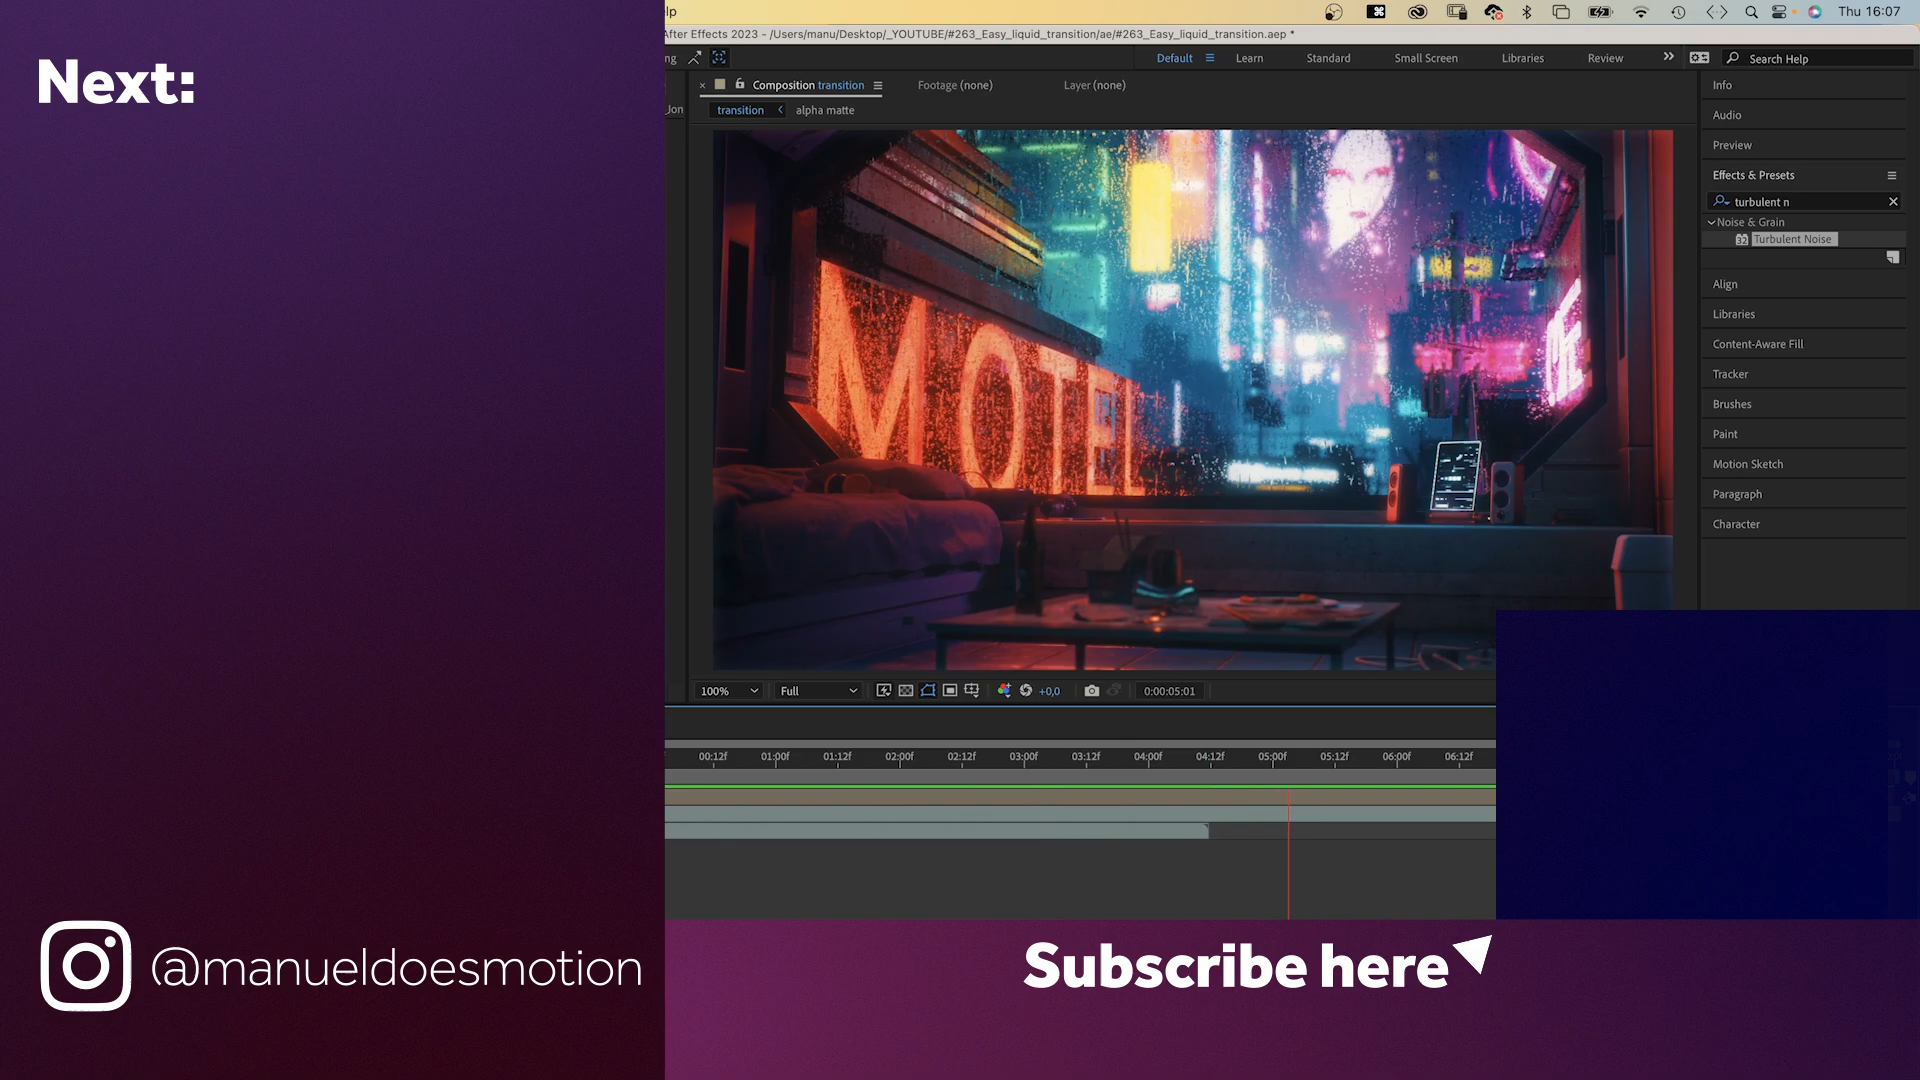 Next:
lp
Thu 16:07
After Effects 2023 - /Users/manu/Desktop/_YOUTUBE/#263_Easy_liquid_transition/ae/#263_Easy_liquid_transition.aep *
ng
Default
Learn
Standard
Small Screen
Libraries
Review
Search Help
Composition transition
Footage (none)
Layer (none)
Jon
transition
alpha matte
MOTEL
Info
Audio
Preview
Effects & Presets
turbulent n
Noise & Grain
32 Turbulent Noise
Align
Libraries
Content-Aware Fill
Tracker
Brushes
Paint
Motion Sketch
Paragraph
Character
100%
Full
+0,0
0:00:05:01
00:12f 01:00f 01:12f 02:00f 02:12f 03:00f 03:12f 04:00f 04:12f 05:00f 05:12f 06:00f 06:12f
@manueldoesmotion
Subscribe here